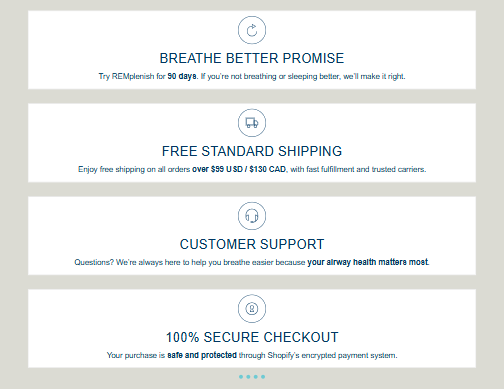 BREATHE BETTER PROMISE
Try REMplenish for 90 days. If you're not breathing or sleeping better, we'll make it right.
FREE STANDARD SHIPPING
Enjoy free shipping on all orders over $99 USD / $130 CAD, with fast fulfillment and trusted carriers.
CUSTOMER SUPPORT
Questions? We're always here to help you breathe easier because your airway health matters most.
100% SECURE CHECKOUT
Your purchase is safe and protected through Shopify's encrypted payment system.